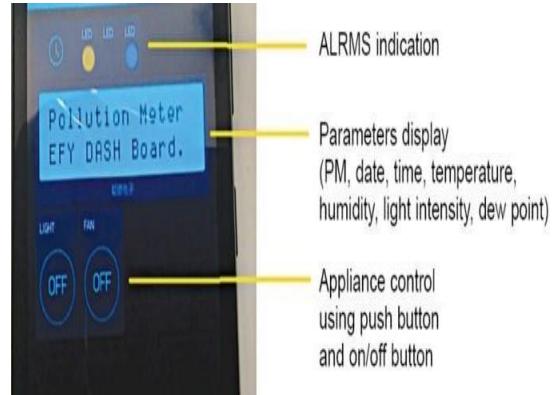 LED LED LED
ALRMS indication
Pollution Meter
EFY DASH Board.
Parameters display
(PM, date, time, temperature,
humidity, light intensity, dew point)
LIGHT FAN
OFF OFF
Appliance control
using push button
and on/off button